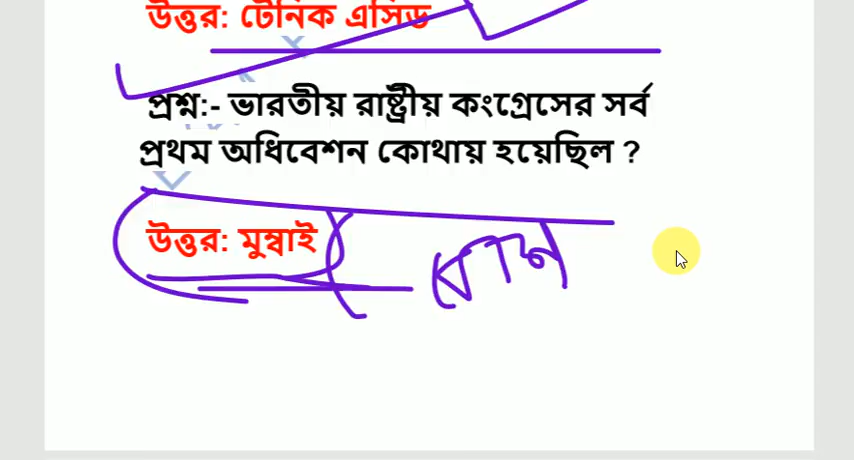 উত্তর: টেনিক এসিড
প্রশ্ন:- ভারতীয় রাষ্ট্রীয় কংগ্রেসের সর্ব
প্রথম অধিবেশন কোথায় হয়েছিল ?
উত্তর: মুম্বাই